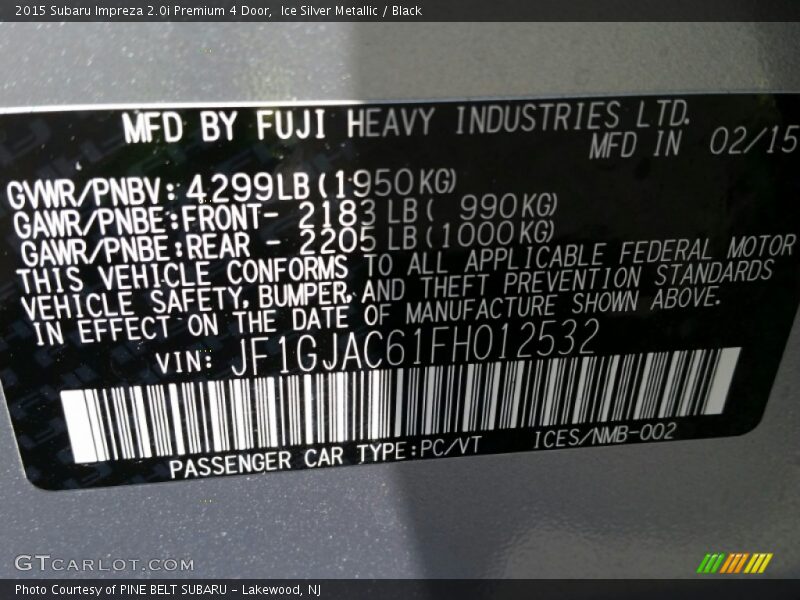 2015 Subaru Impreza 2.0i Premium 4 Door,  Ice Silver Metallic / Black
MFD BY FUJI HEAVY INDUSTRIES LTD.
MFD IN 02/15
GVWR/PNBV: 4299LB(1950KG)
GAWR/PNBE:FRONT- 2183 LB( 990KG)
GAWR/PNBE:REAR - 2205 LB(1000KG)
THIS VEHICLE CONFORMS TO ALL APPLICABLE FEDERAL MOTOR
VEHICLE SAFETY, BUMPER, AND THEFT PREVENTION STANDARDS
IN EFFECT ON THE DATE OF MANUFACTURE SHOWN ABOVE.
VIN: JF1GJAC61FH012532
PASSENGER CAR TYPE:PC/VT ICES/NMB-002
GTCARLOT.COM
Photo Courtesy of PINE BELT SUBARU - Lakewood, NJ